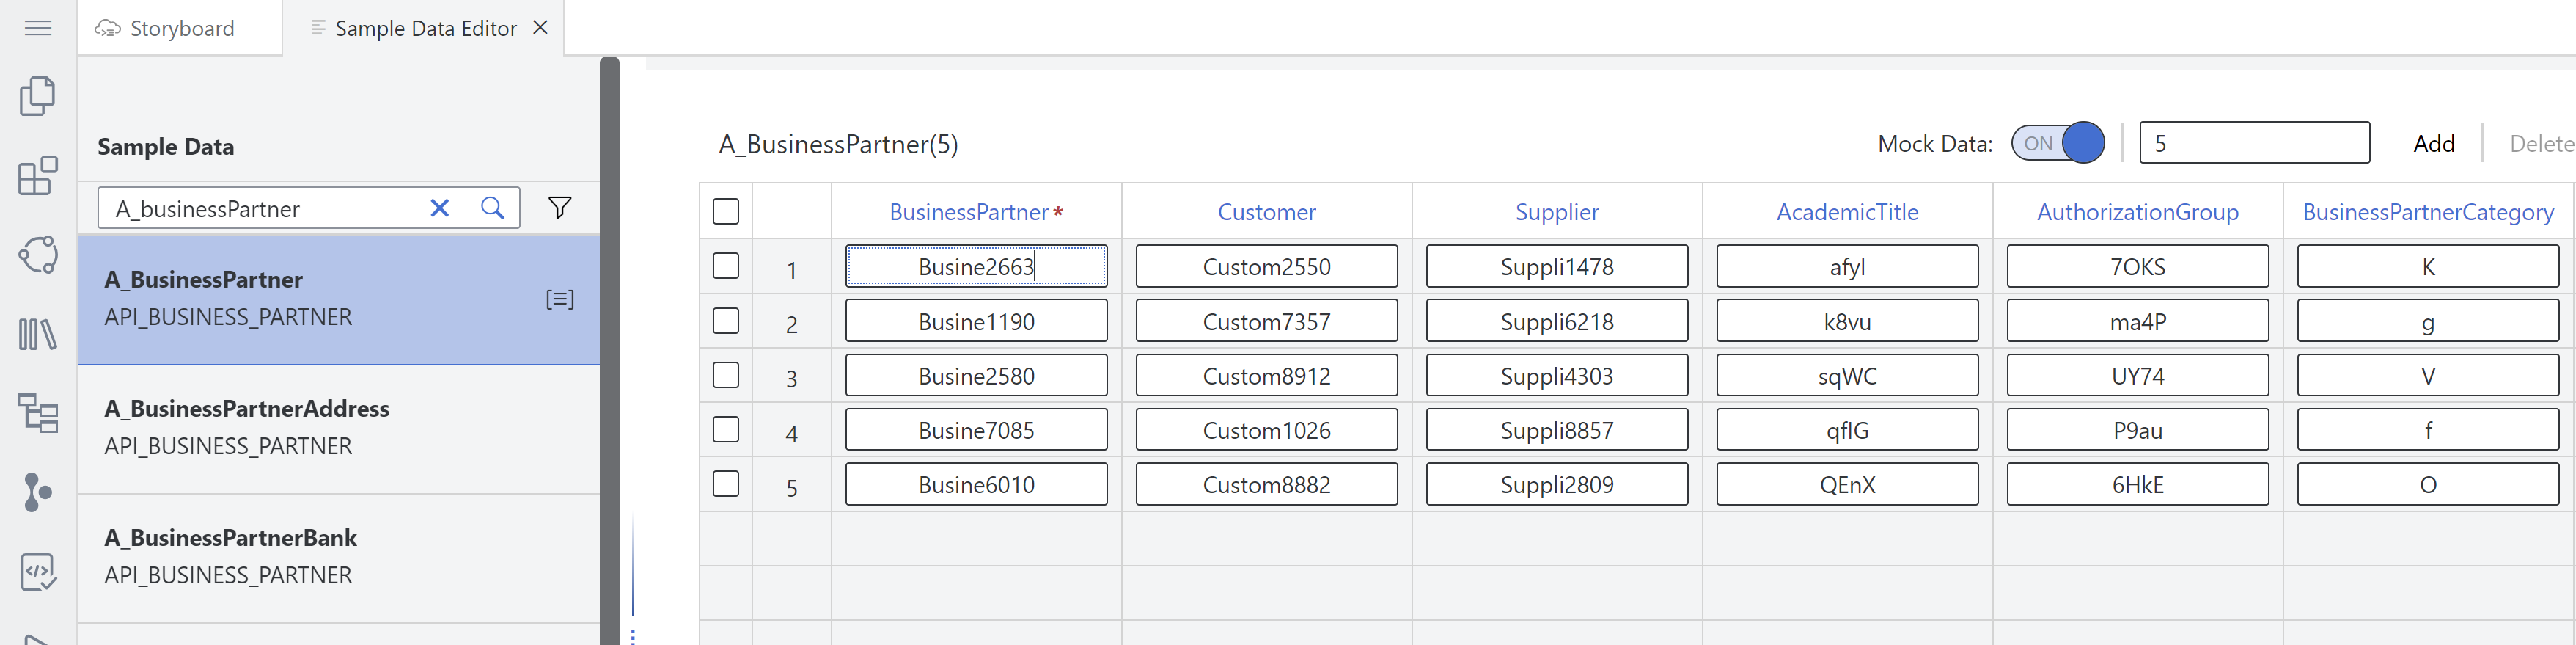 Storyboard
Sample Data Editor
Sample Data
A_businessPartner
A_BusinessPartner
API_BUSINESS_PARTNER
A_BusinessPartnerAddress
API_BUSINESS_PARTNER
A_BusinessPartnerBank
API_BUSINESS_PARTNER
A_BusinessPartner(5)
Mock Data: ON 5 Add Delete
BusinessPartner* Customer Supplier AcademicTitle AuthorizationGroup BusinessPartnerCategory
1 Busine2663 Custom2550 Suppli1478 afyl 7OKS K
2 Busine1190 Custom7357 Suppli6218 k8vu ma4P g
3 Busine2580 Custom8912 Suppli4303 sqWC UY74 V
4 Busine7085 Custom1026 Suppli8857 qfIG P9au f
5 Busine6010 Custom8882 Suppli2809 QEnX 6HkE O